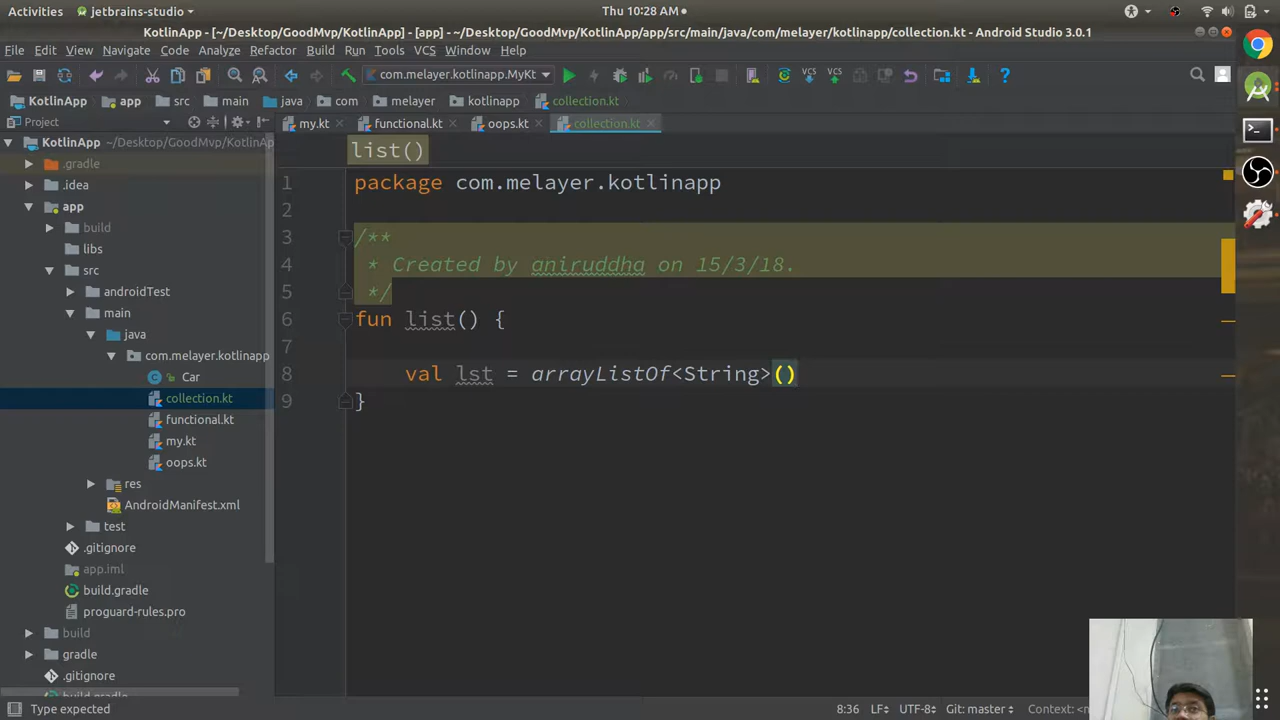 Activities jetbrains-studio Thu 10:28 AM
KotlinApp - [~/Desktop/GoodMvp/KotlinApp] - [app] - [~/Desktop/GoodMvp/KotlinApp/app/src/main/java/com/melayer/kotlinapp/collection.kt] - Android Studio 3.0.1
File Edit View Navigate Code Analyze Refactor Build Run Tools VCS Window Help
com.melayer.kotlinapp.MyKt VCS VCS
KotlinApp app src main java com melayer kotlinapp collection.kt
Project my.kt functional.kt oops.kt collection.kt
KotlinApp ~/Desktop/GoodMvp/KotlinAp
.gradle
.idea
app
build
libs
src
androidTest
main
java
com.melayer.kotlinapp
Car
collection.kt
functional.kt
my.kt
oops.kt
res
AndroidManifest.xml
test
.gitignore
app.iml
build.gradle
proguard-rules.pro
build
gradle
.gitignore
build.gradle
list()
1 package com.melayer.kotlinapp
2
3 /**
4 * Created by aniruddha on 15/3/18.
5 */
6 fun list() {
7
8 val lst = arrayListOf<String>()
9 }
Type expected 8:36 LF UTF-8 Git: master Context: